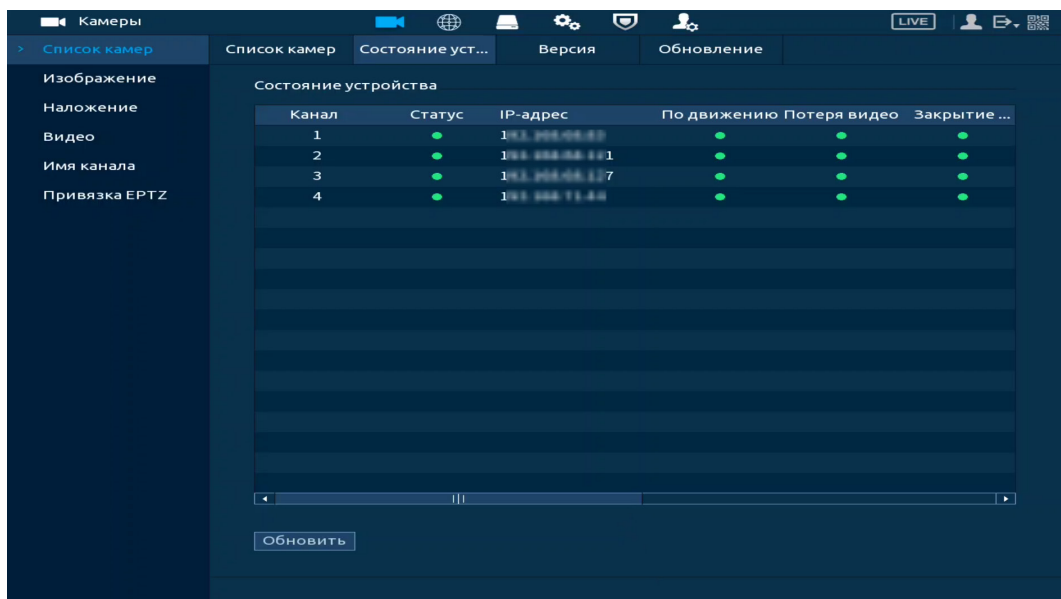 Камеры LIVE
Список камер
Изображение
Наложение
Видео
Имя канала
Привязка EPTZ
Список камер Состояние уст... Версия Обновление
Состояние устройства
Канал Статус IP-адрес По движению Потеря видео Закрытие ...
1
2
3
4
Обновить